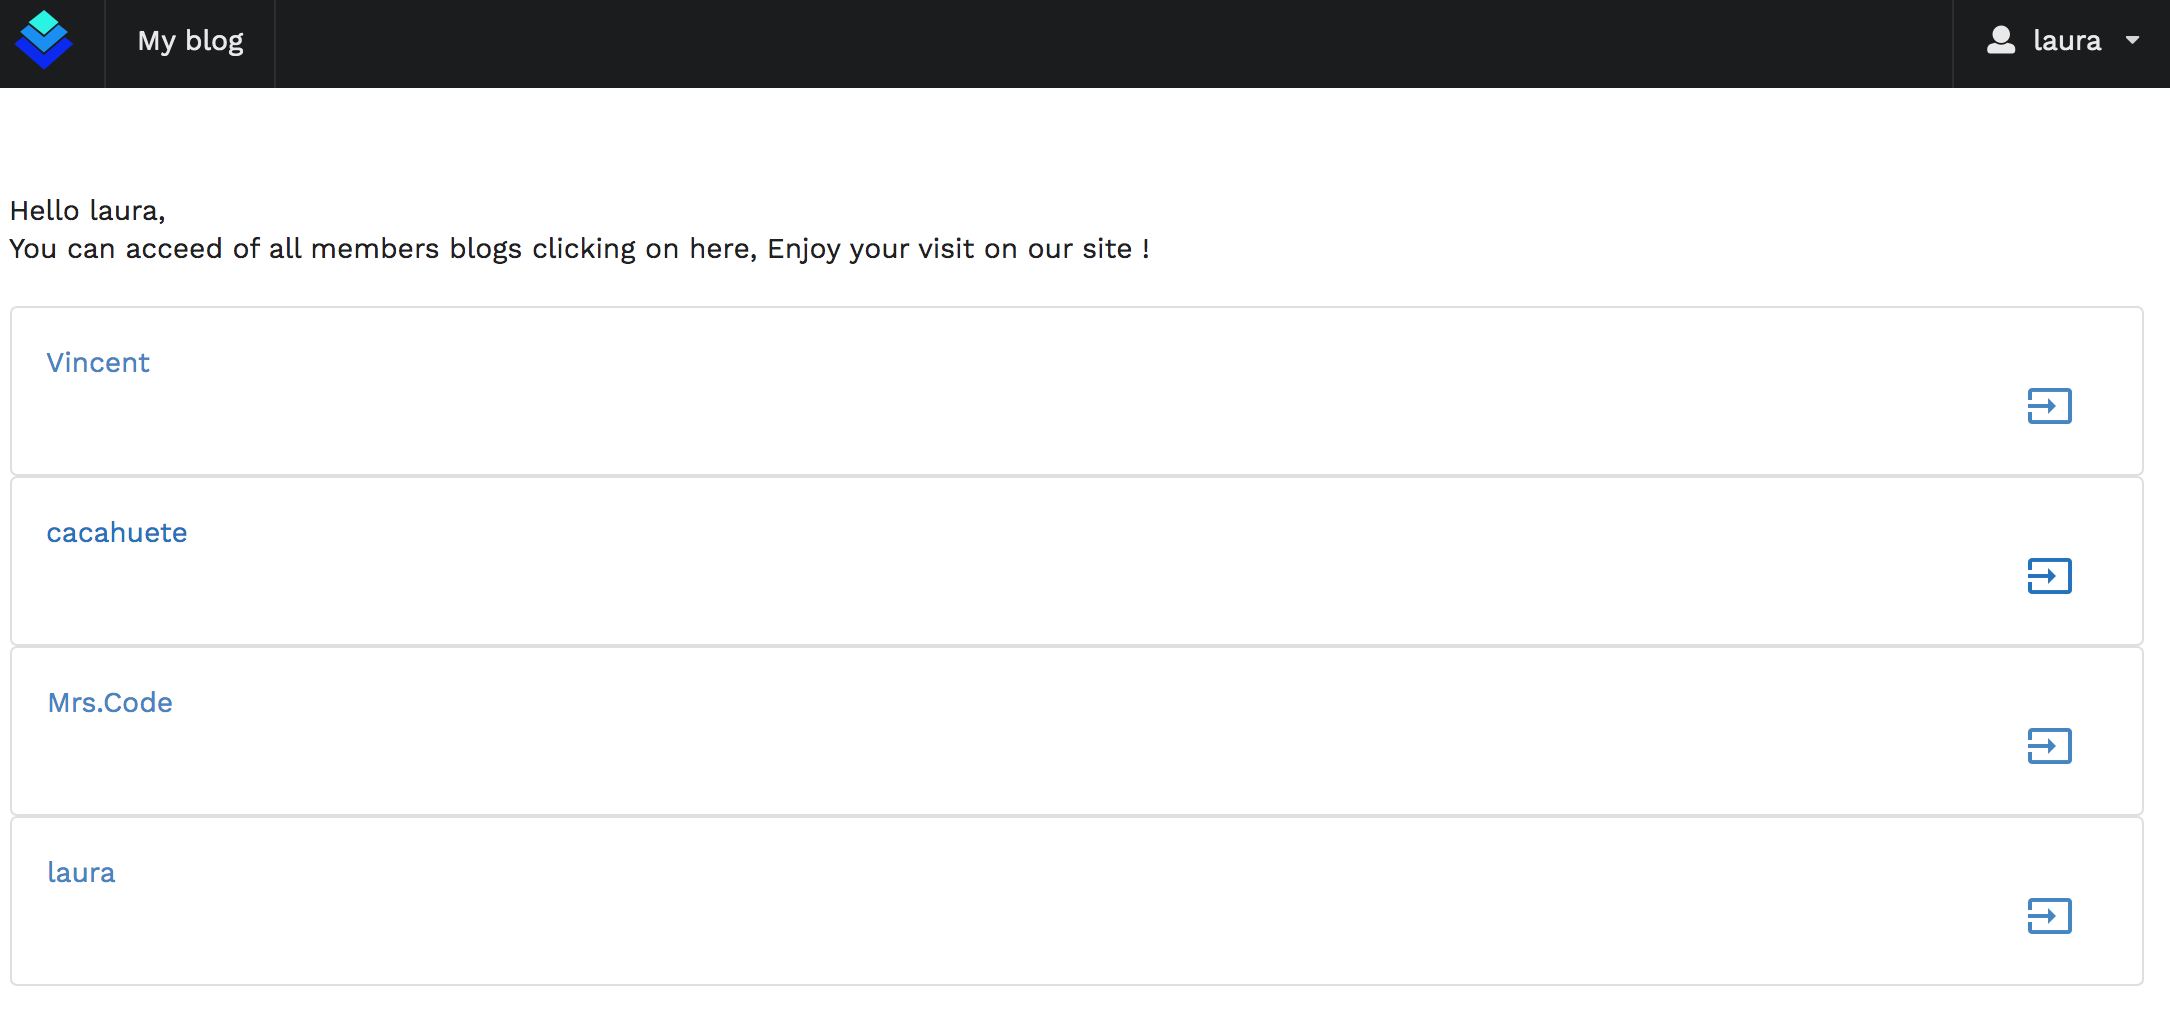 My blog
laura
Hello laura,
You can acceed of all members blogs clicking on here, Enjoy your visit on our site !
Vincent
cacahuete
Mrs.Code
laura